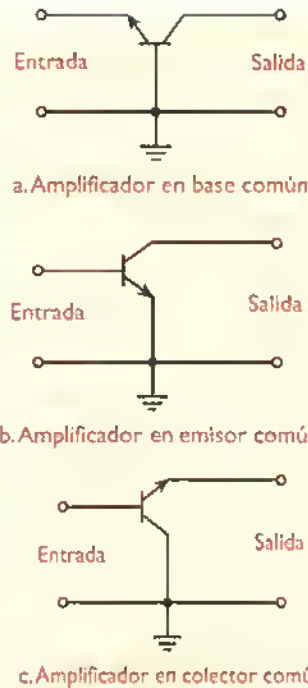 Entrada
Salida
a. Amplificador en base común
Entrada
Salida
b. Amplificador en emisor comú
Entrada
Salida
c. Amplificador en colector comú